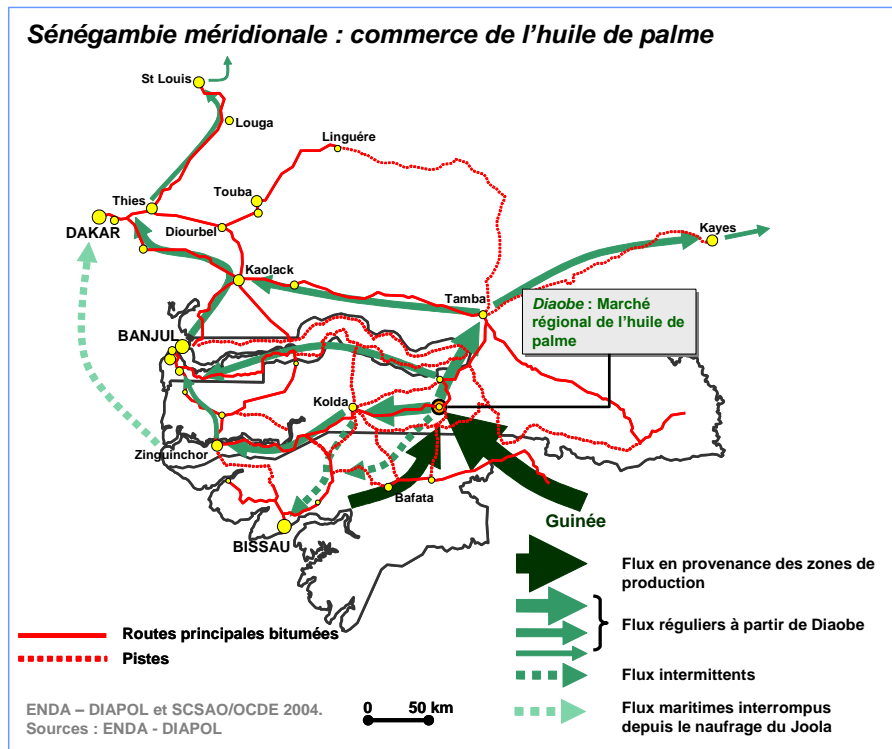 Sénégambie méridionale : commerce de l'huile de palme
St Louis
Louga
Linguére
Touba
Thies
DAKAR
Diourbel
Kayes
Kaolack
Tamba
Diaobe : Marché
régional de l'huile de
palme
BANJUL
Kolda
Zinguinchor
Bafata
BISSAU
Guinée
Flux en provenance des zones de
production
Flux réguliers à partir de Diaobe
Routes principales bitumées
Pistes
Flux intermittents
ENDA – DIAPOL et SCSAO/OCDE 2004.
Sources : ENDA - DIAPOL
0 50 km
Flux maritimes interrompus
depuis le naufrage du Joola